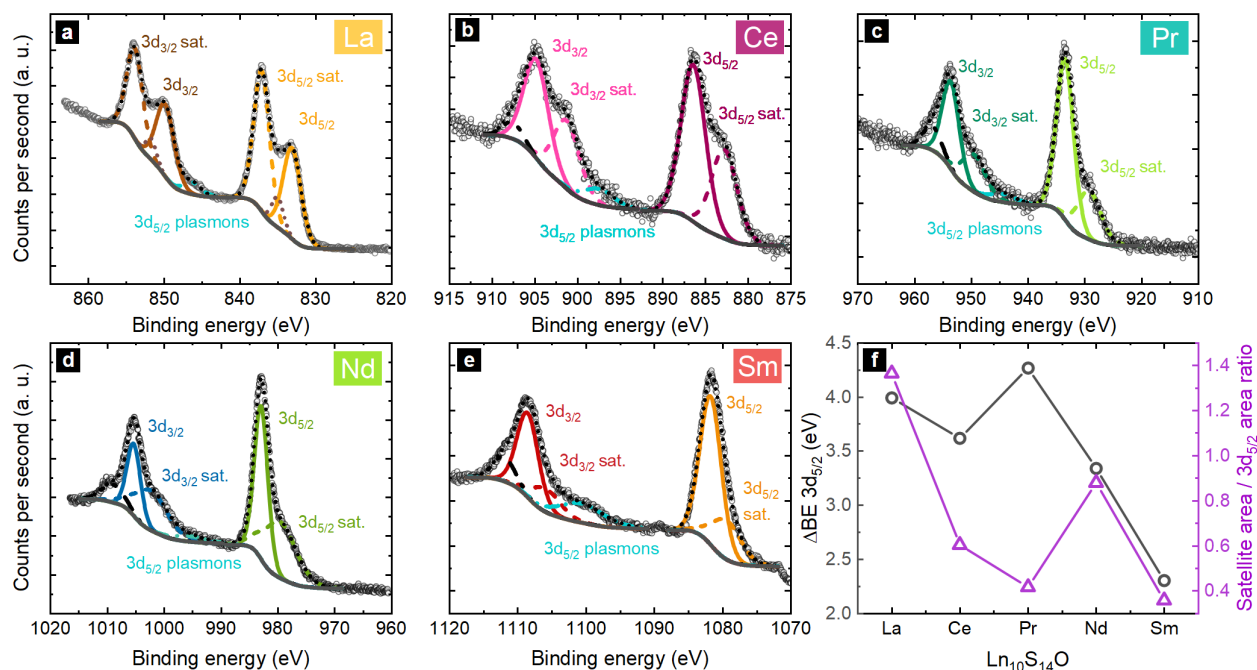 a
La
3d3/2 sat.
3d3/2
3d5/2 sat.
3d5/2
3d5/2 plasmons
Counts per second (a. u.)
860 850 840 830 820
Binding energy (eV)
b
Ce
3d3/2
3d3/2 sat.
3d5/2
3d5/2 sat.
3d5/2 plasmons
915 910 905 900 895 890 885 880 875
Binding energy (eV)
c
Pr
3d3/2
3d3/2 sat.
3d5/2
3d5/2 sat.
3d5/2 plasmons
970 960 950 940 930 920 910
Binding energy (eV)
d
Nd
3d3/2
3d3/2 sat.
3d5/2
3d5/2 sat.
3d5/2 plasmons
Counts per second (a. u.)
1020 1000 980 960
Binding energy (eV)
e
Sm
3d3/2
3d3/2 sat.
3d5/2
sat.
3d5/2 plasmons
1120 1110 1100 1090 1080 1070
Binding energy (eV)
f
4.5
4.0
3.5
3.0
2.5
2.0
ΔBE 3d5/2 (eV)
1.4
1.2
1.0
0.8
0.6
0.4
Satellite area / 3d5/2 area ratio
La Ce Pr Nd Sm
Ln10S14O